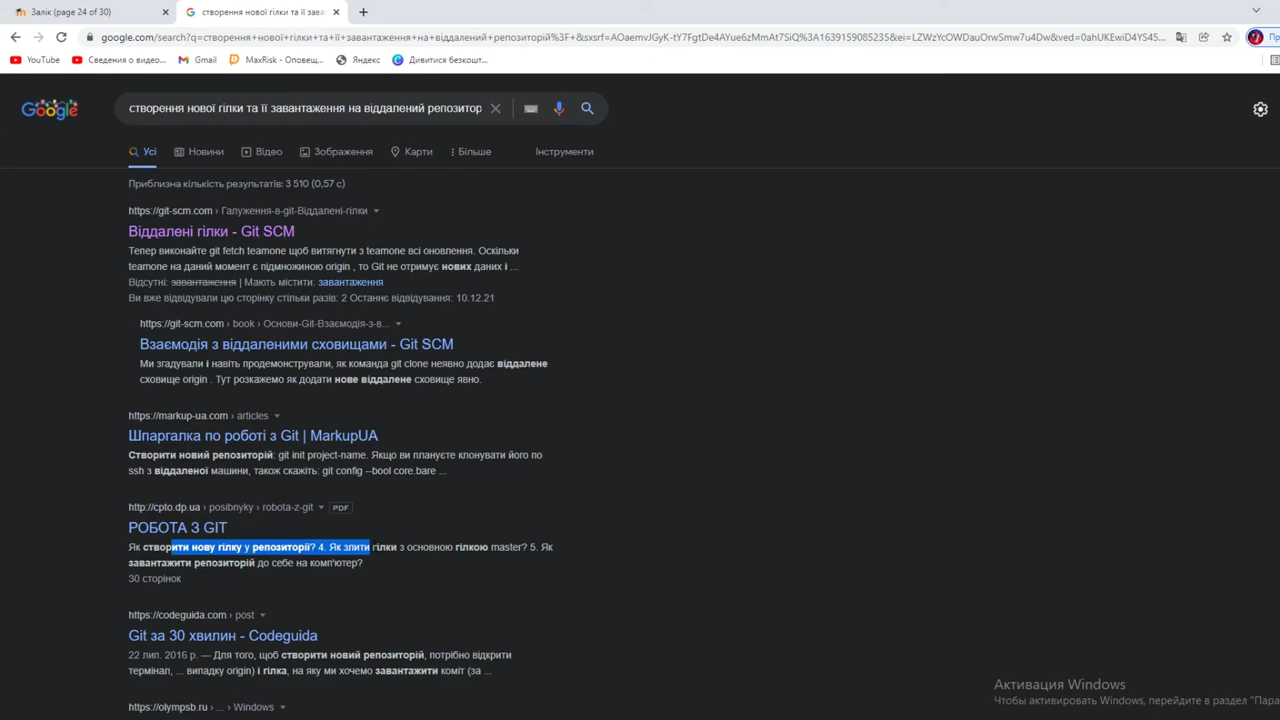 Залік (page 24 of 30)
створення нової гілки та її зава
google.com/search?q=створення+нової+гілки+та+її+завантаження+на+віддалений+репозиторій%3F+&sxsrf=AOaemvJGyK-tY7FgtDe4AYue6zMmAt7SiQ%3A1639159085235&ei=LZWzYcOWDauOrwSmw7u4Dw&ved=0ahUKEwiD4YS45...
YouTube
Сведения о видео...
Gmail
MaxRisk - Оповещ...
Яндекс
Дивитися безкошт...
Google
створення нової гілки та її завантаження на віддалений репозитор
Усі
Новини
Відео
Зображення
Карти
Більше
Інструменти
Приблизна кількість результатів: 3 510 (0,57 с)
https://git-scm.com › Галуження-в-git-Віддалені-гілки
Віддалені гілки - Git SCM
Тепер виконайте git fetch teamone щоб витягнути з teamone всі оновлення. Оскільки
teamone на даний момент є підмножиною origin , то Git не отримує нових даних і ...
Відсутні: завантаження | Мають містити: завантаження
Ви вже відвідували цю сторінку стільки разів: 2 Останнє відвідування: 10.12.21
https://git-scm.com › book › Основи-Git-Взаємодія-з-в...
Взаємодія з віддаленими сховищами - Git SCM
Ми згадували і навіть продемонстрували, як команда git clone неявно додає віддалене
сховище origin . Тут розкажемо як додати нове віддалене сховище явно.
https://markup-ua.com › articles
Шпаргалка по роботі з Git | MarkupUA
Створити новий репозиторій: git init project-name. Якщо ви плануєте клонувати його по
ssh з віддаленої машини, також скажіть: git config --bool core.bare ...
http://cpto.dp.ua › posibnyky › robota-z-git
PDF
РОБОТА З GIT
Як створити нову гілку у репозиторії? 4. Як злити гілки з основною гілкою master? 5. Як
завантажити репозиторій до себе на комп'ютер?
30 сторінок
https://codeguida.com › post
Git за 30 хвилин - Codeguida
22 лип. 2016 р. — Для того, щоб створити новий репозиторій, потрібно відкрити
термінал, ... випадку origin) і гілка, на яку ми хочемо завантажити коміт (за ...
https://olympsb.ru › ... › Windows
Активация Windows
Чтобы активировать Windows, перейдите в раздел "Пара